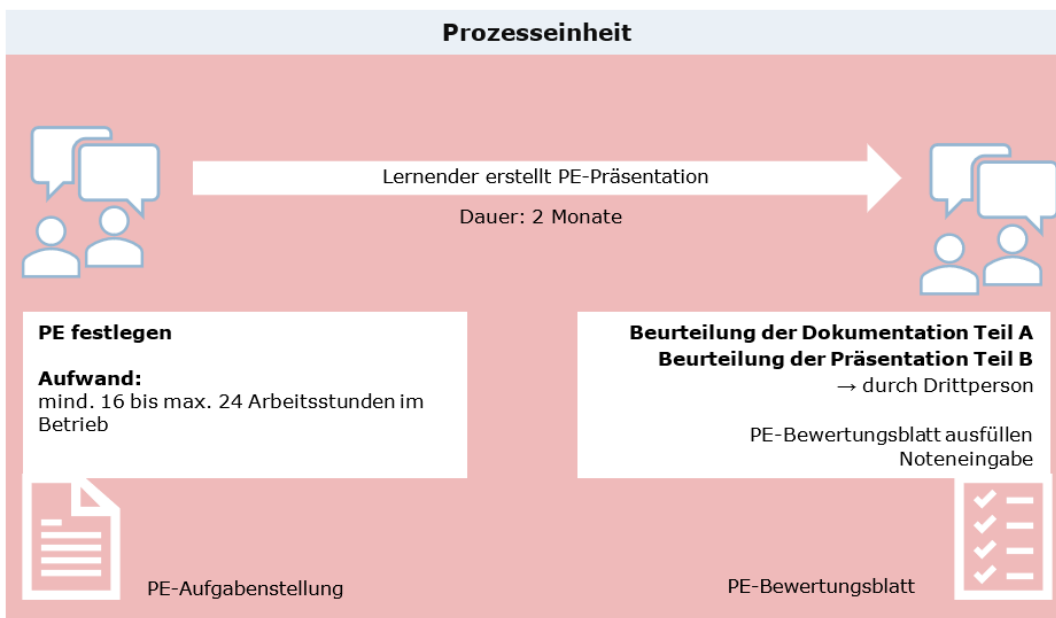 Prozesseinheit
Lernender erstellt PE-Präsentation
Dauer: 2 Monate
PE festlegen
Aufwand:
mind. 16 bis max. 24 Arbeitsstunden im
Betrieb
Beurteilung der Dokumentation Teil A
Beurteilung der Präsentation Teil B
→ durch Drittperson
PE-Bewertungsblatt ausfüllen
Noteneingabe
PE-Aufgabenstellung
PE-Bewertungsblatt